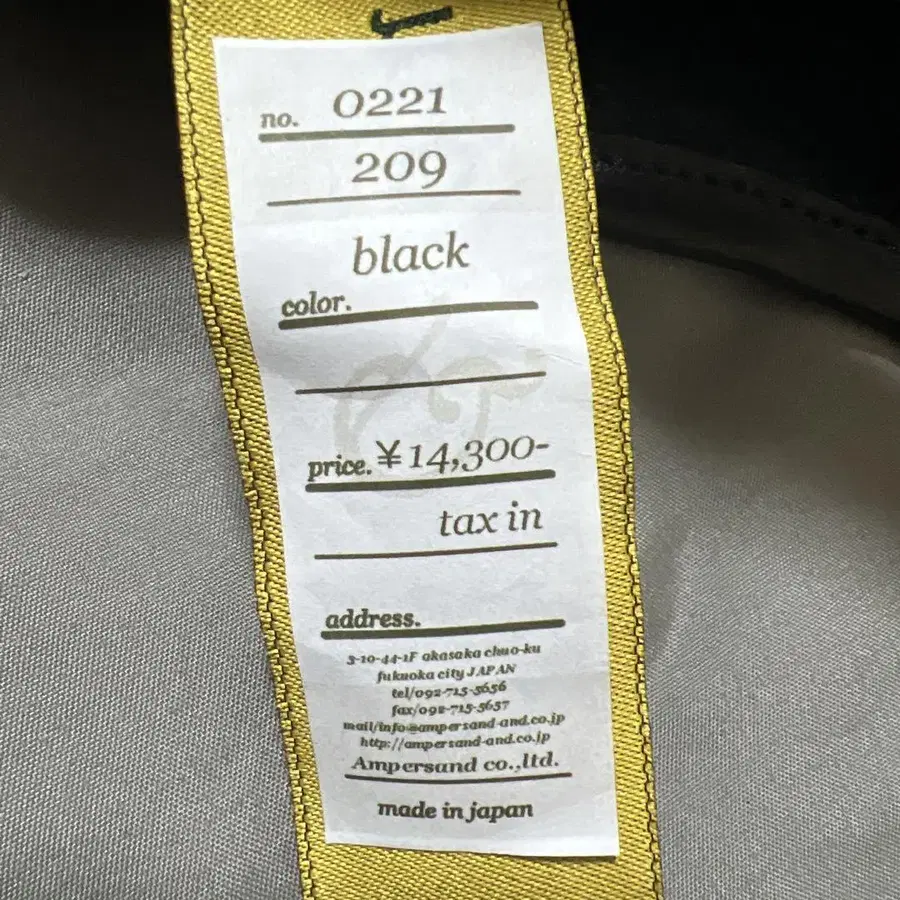 no. 0221
209
black
color.
price. ¥14,300-
tax in
address.
3-10-44-1F akasaka chuo-ku
fukuoka city JAPAN
tel/092-715-5656
fax/092-715-5657
mail/info@ampersand-and.co.jp
http://ampersand-and.co.jp
Ampersand co.,ltd.
made in japan